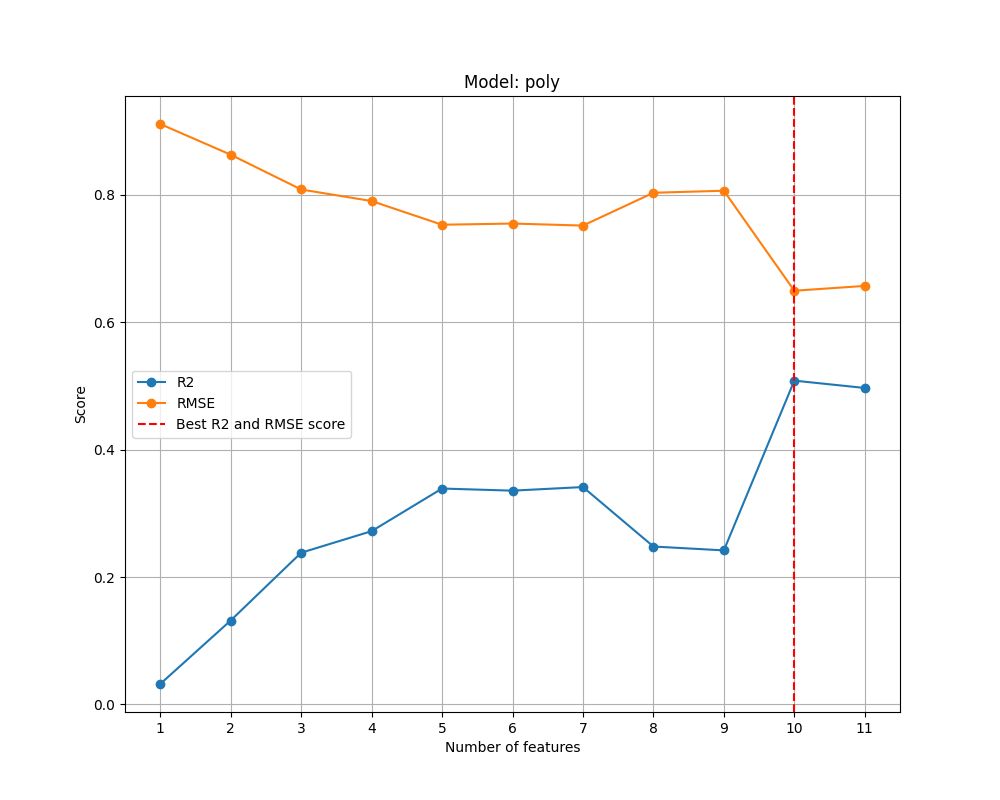 Model: poly
Score
0.8
0.6
0.4
0.2
0.0
R2
RMSE
Best R2 and RMSE score
1 2 3 4 5 6 7 8 9 10 11
Number of features